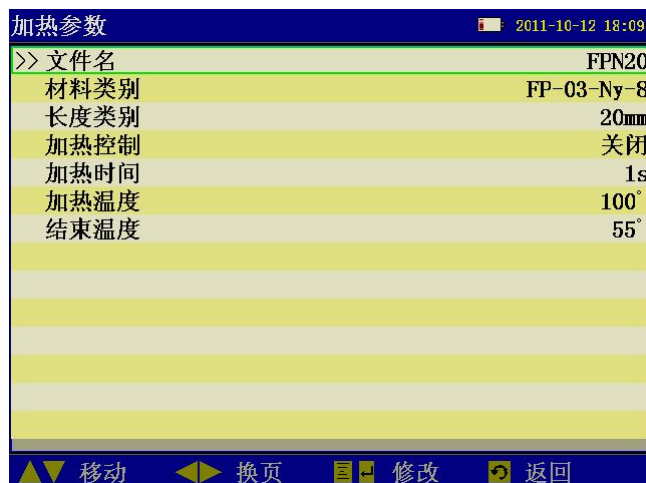 加热参数 2011-10-12 18:09
>> 文件名 FPN20
材料类别 FP-03-Ny-8
长度类别 20mm
加热控制 关闭
加热时间 1s
加热温度 100°
结束温度 55°
移动 换页 修改 返回